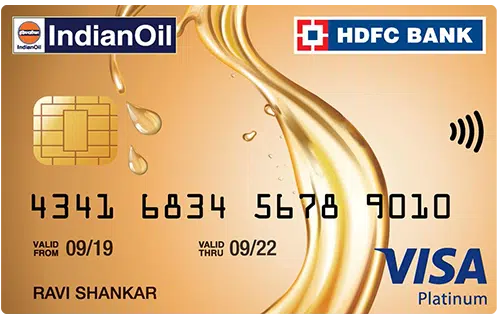 IndianOil
IndianOil
HDFC BANK
4341 6834 5678 9010
VALID FROM 09/19 VALID THRU 09/22
RAVI SHANKAR
VISA
Platinum